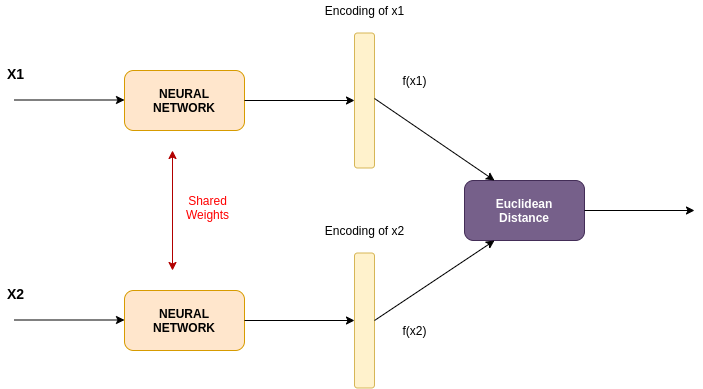 Encoding of x1
X1
NEURAL
NETWORK
f(x1)
Shared
Weights
Euclidean
Distance
Encoding of x2
X2
NEURAL
NETWORK
f(x2)